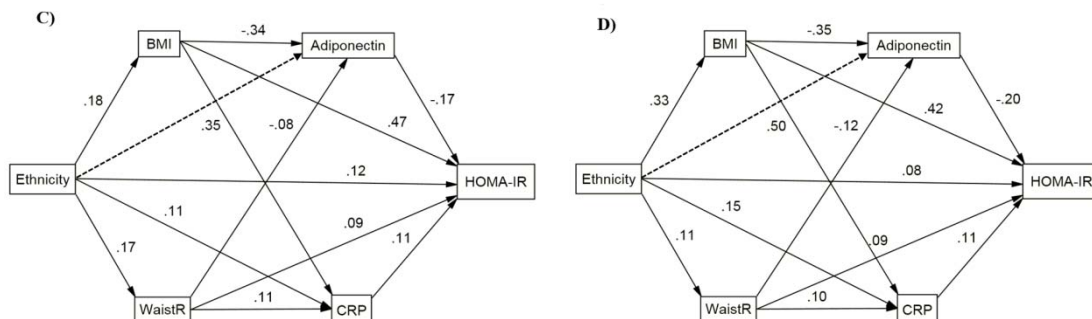 C)
BMI
-.34
Adiponectin
.18
.35
-.08
.47
-.17
Ethnicity
.12
HOMA-IR
.11
.17
.09
.11
WaistR
.11
CRP
D)
BMI
-.35
Adiponectin
.33
.50
-.12
.42
-.20
Ethnicity
.08
HOMA-IR
.15
.11
.09
.11
WaistR
.10
CRP